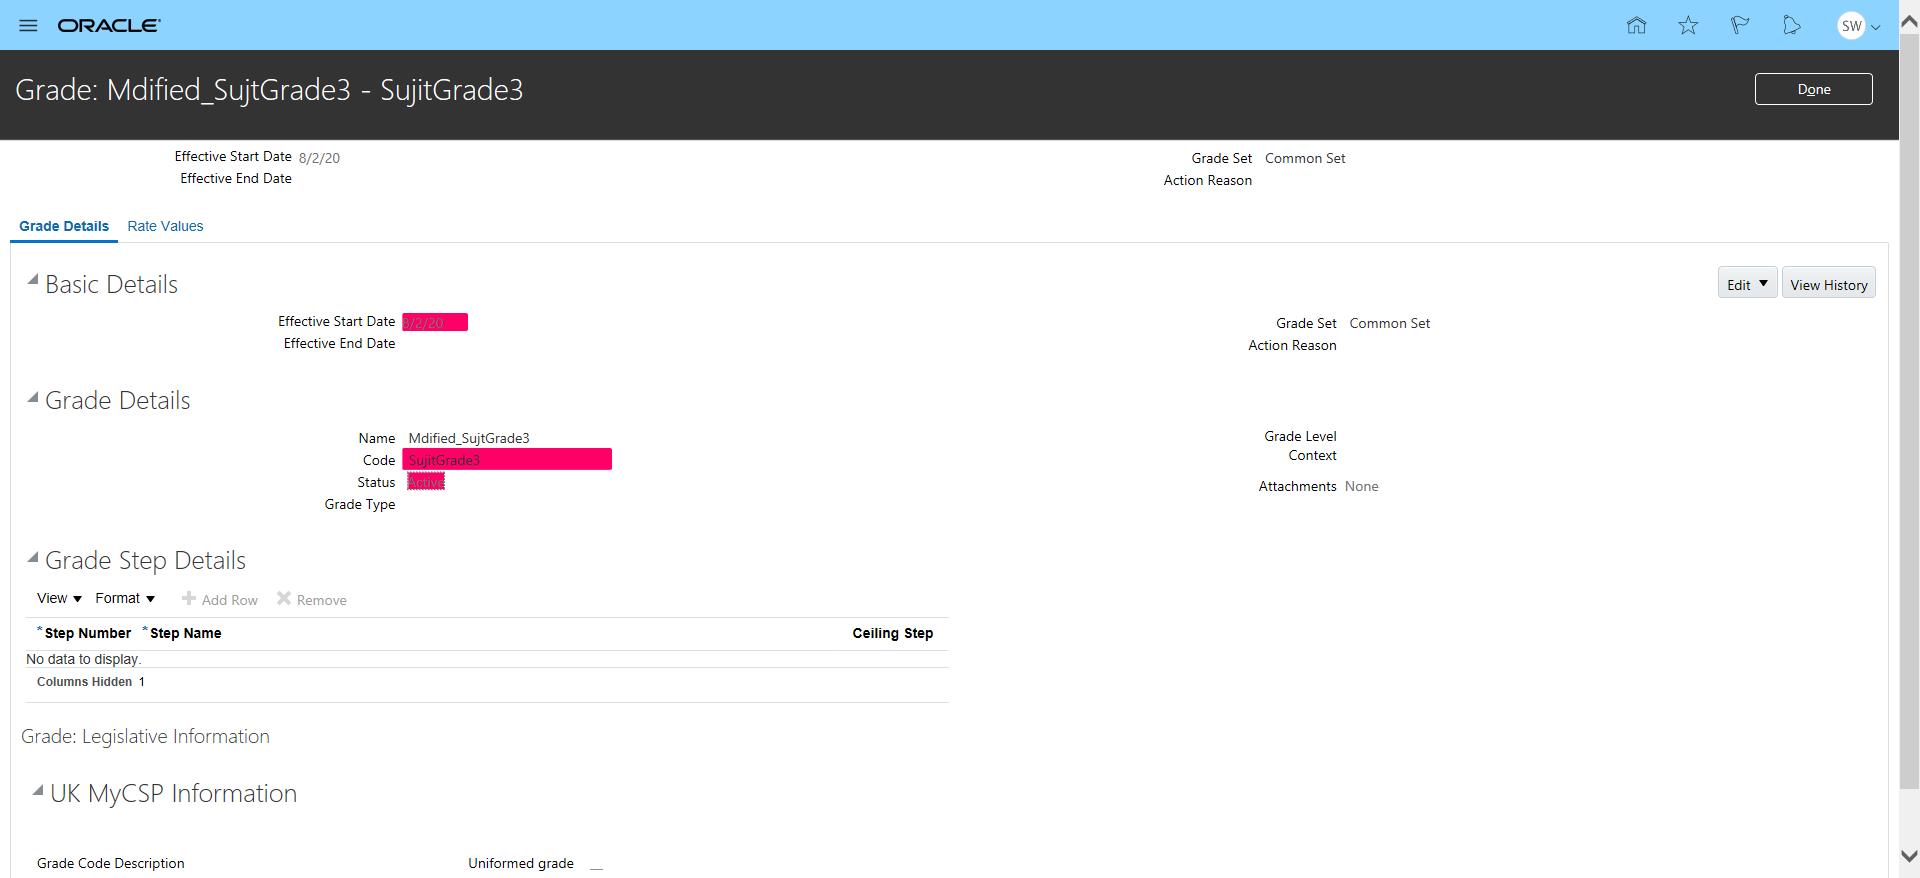 ORACLE
SW
Grade: Mdified_SujtGrade3 - SujitGrade3
Done
Effective Start Date 8/2/20
Grade Set Common Set
Effective End Date
Action Reason
Grade Details Rate Values
Basic Details
Edit View History
Effective Start Date 8/2/20
Grade Set Common Set
Effective End Date
Action Reason
Grade Details
Name Mdified_SujtGrade3
Grade Level
Code SujitGrade3
Context
Status Active
Attachments None
Grade Type
Grade Step Details
View Format Add Row Remove
*Step Number *Step Name Ceiling Step
No data to display.
Columns Hidden 1
Grade: Legislative Information
UK MyCSP Information
Grade Code Description Uniformed grade __